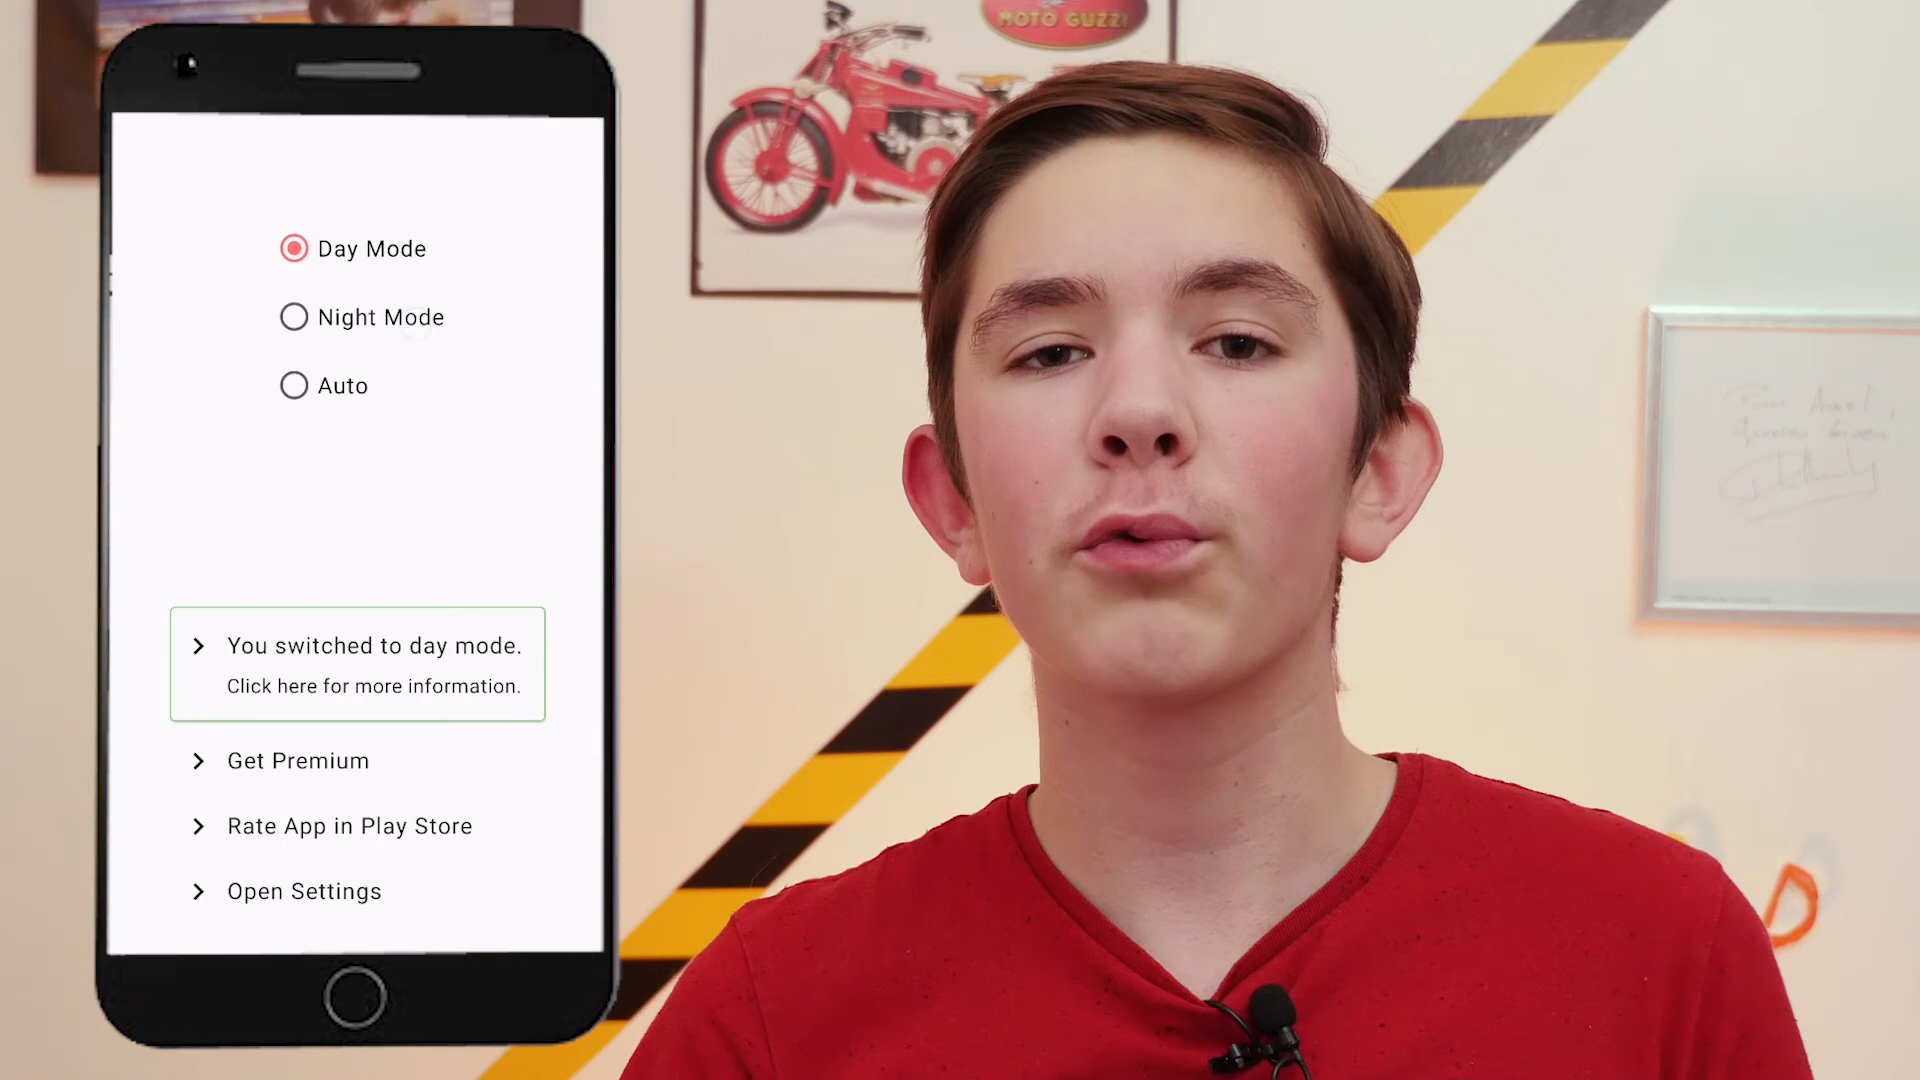 MOTO GUZZI
Day Mode
Night Mode
Auto
You switched to day mode.
Click here for more information.
Get Premium
Rate App in Play Store
Open Settings